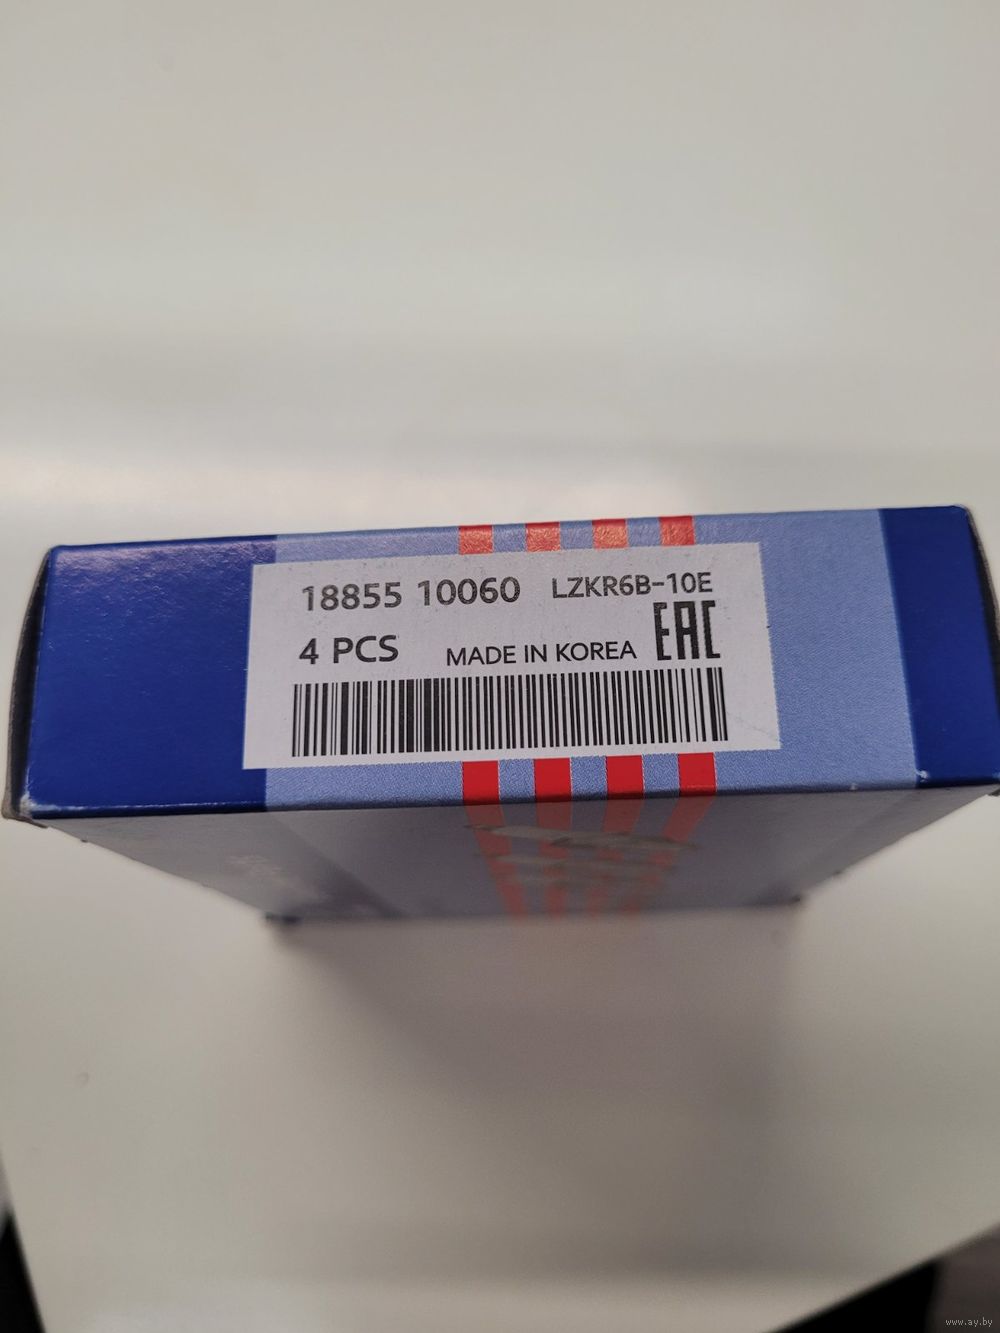 18855 10060 LZKR6B-10E
4 PCS MADE IN KOREA EAC
www.ay.by